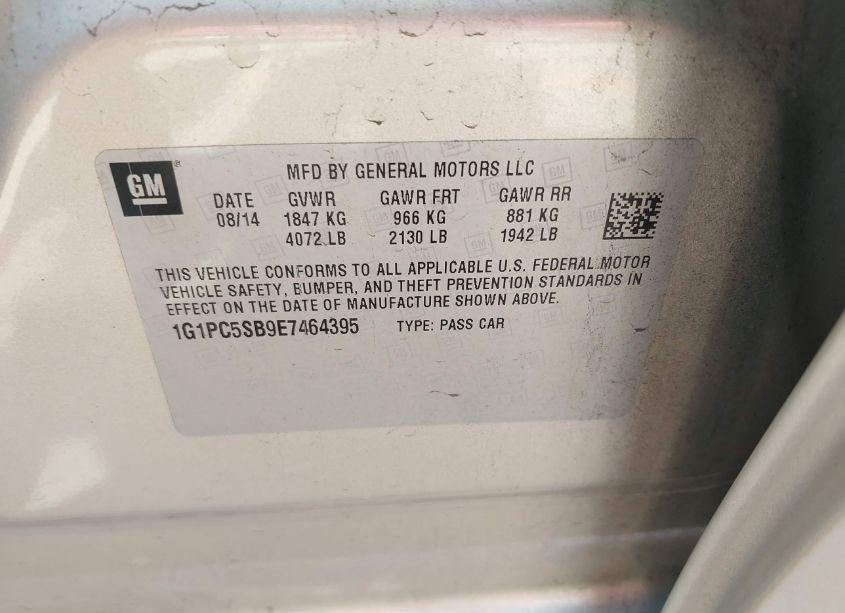 GM ®
MFD BY GENERAL MOTORS LLC
DATE GVWR GAWR FRT GAWR RR
08/14 1847 KG 966 KG 881 KG
4072 LB 2130 LB 1942 LB
THIS VEHICLE CONFORMS TO ALL APPLICABLE U.S. FEDERAL MOTOR
VEHICLE SAFETY, BUMPER, AND THEFT PREVENTION STANDARDS IN
EFFECT ON THE DATE OF MANUFACTURE SHOWN ABOVE.
1G1PC5SB9E7464395 TYPE: PASS CAR